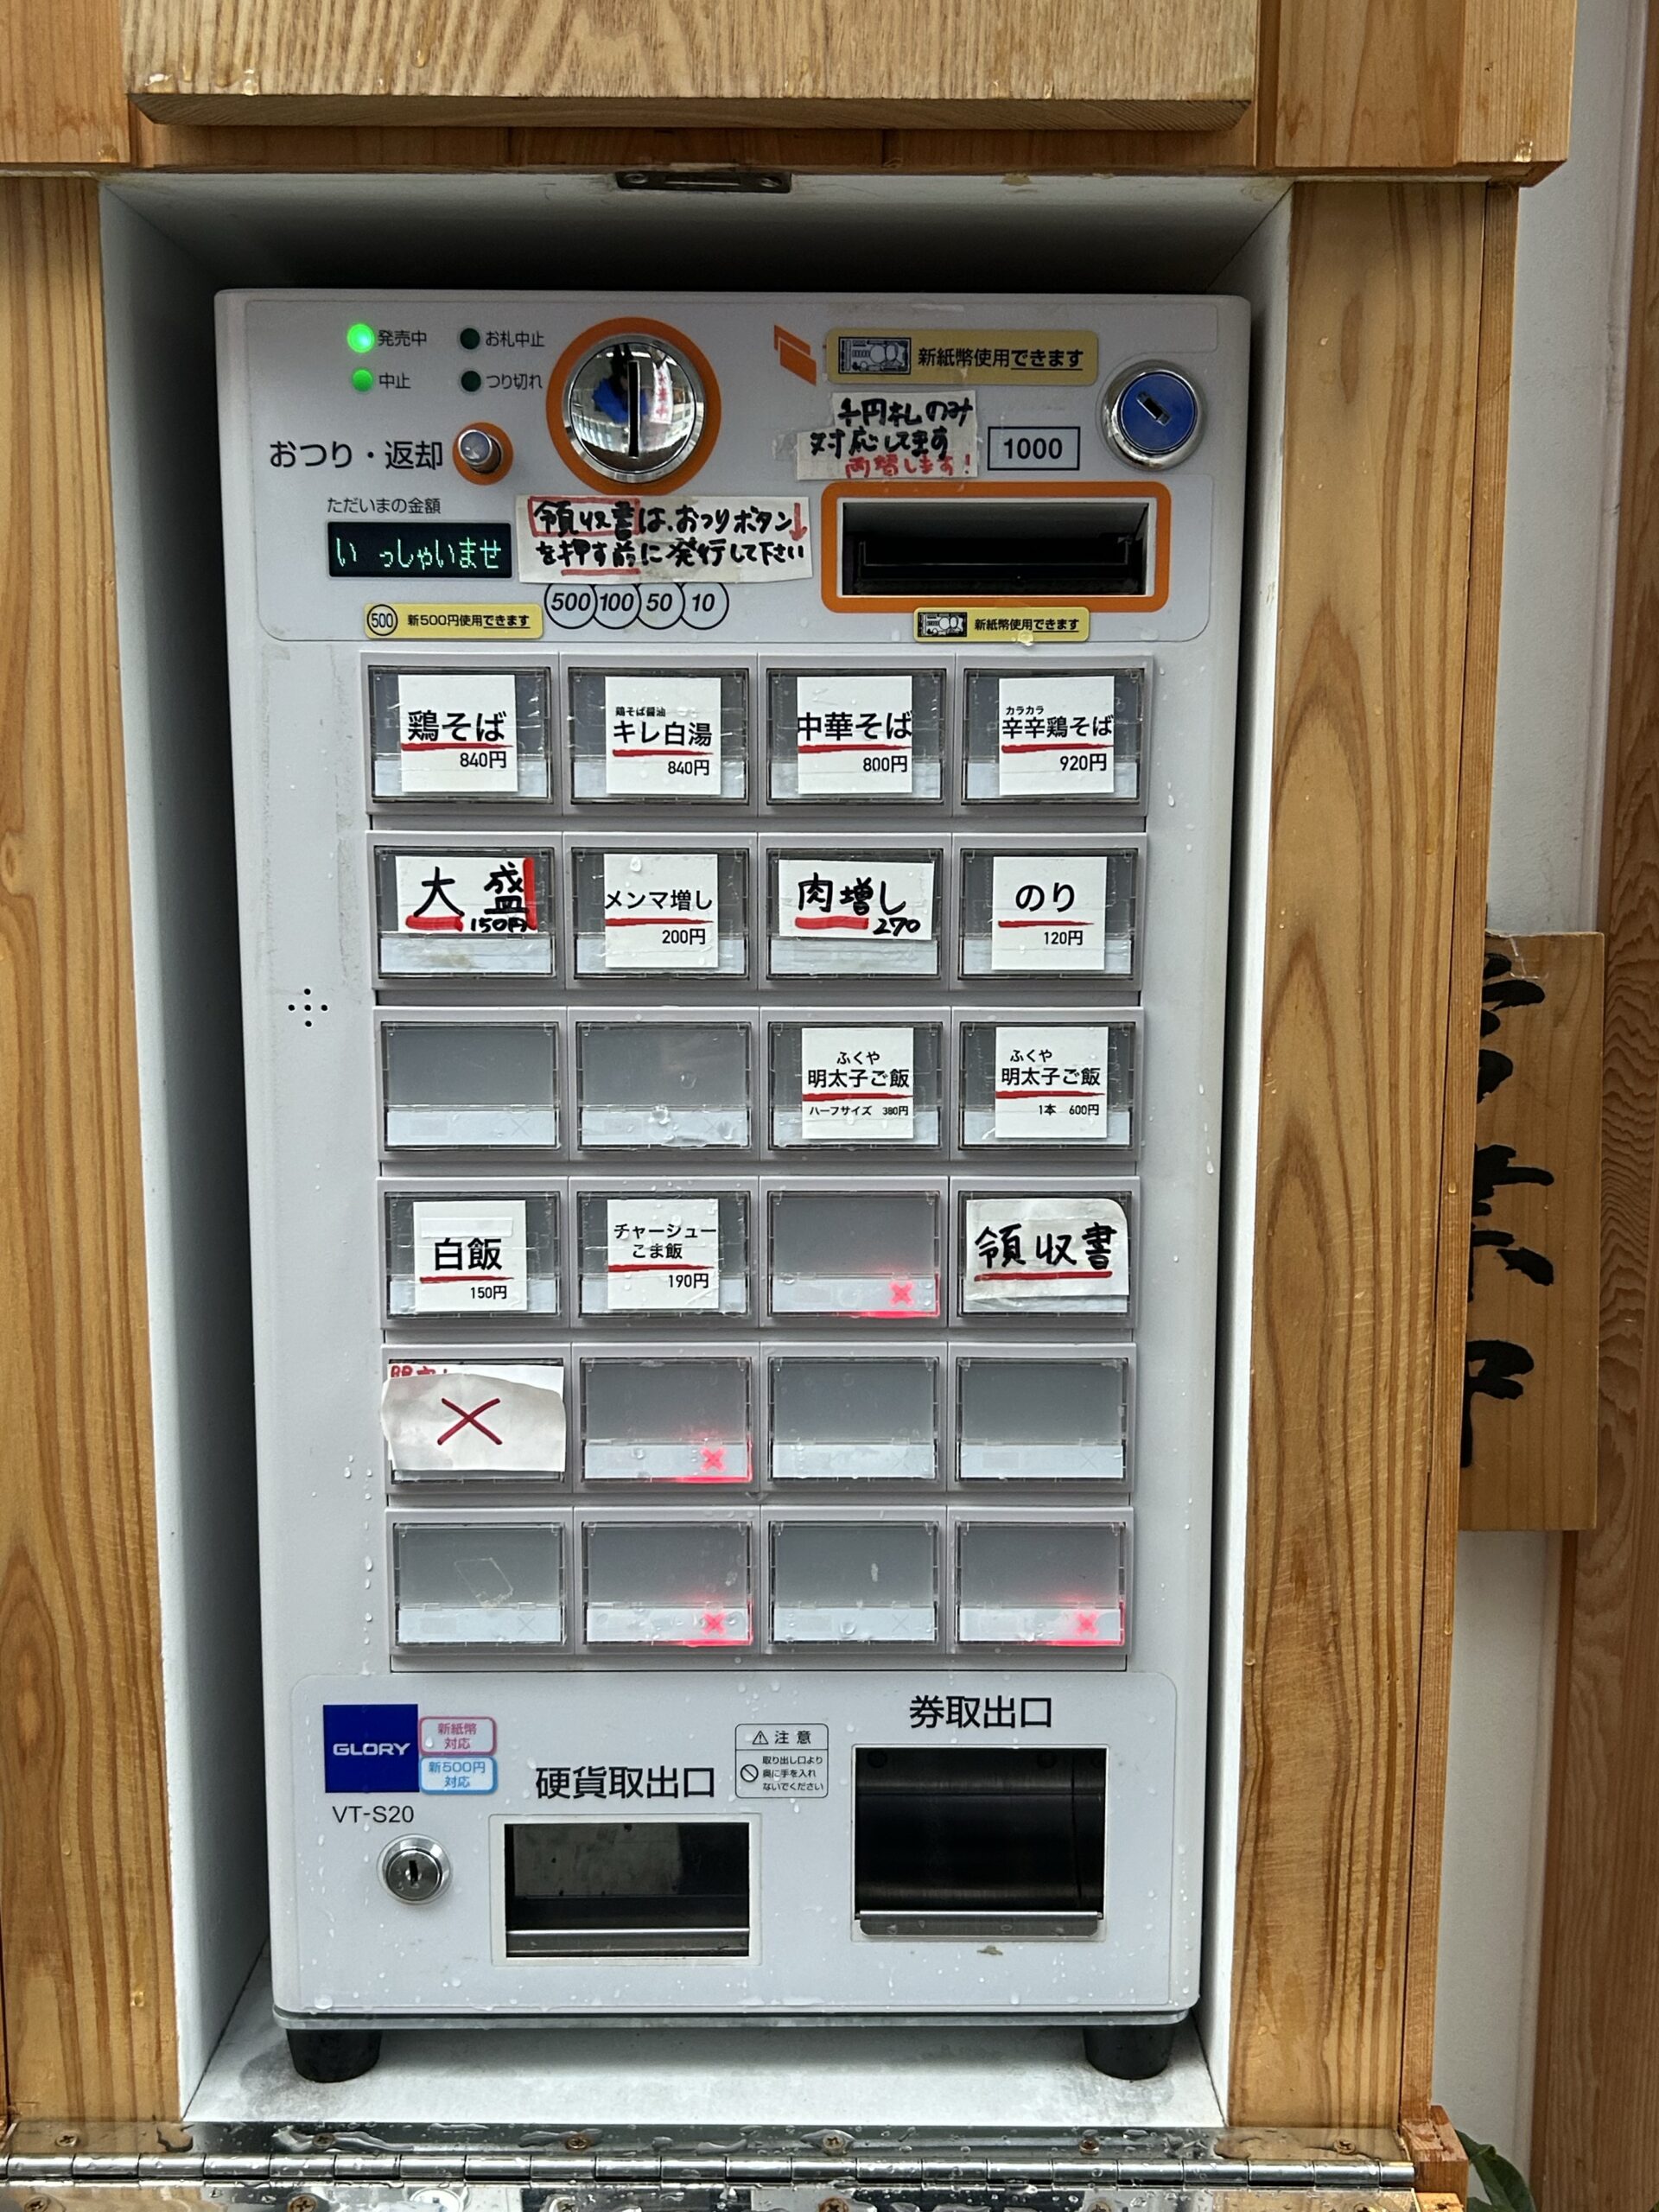 発売中 お札中止
中止 つり切れ
おつり・返却
新紙幣使用できます
千円札のみ
対応してます
両替します!
1000
ただいまの金額
い っしゃいませ
領収書は、おつりボタン↓
を押す前に発行して下さい
500 100 50 10
500 新500円使用できます
新紙幣使用できます
鶏そば
840円
鶏そば醤油
キレ白湯
840円
中華そば
800円
カラカラ
辛辛鶏そば
920円
大盛
150円
メンマ増し
200円
肉増し
270
のり
120円
ふくや
明太子ご飯
ハーフサイズ 380円
ふくや
明太子ご飯
1本 600円
白飯
150円
チャーシュー
こま飯
190円
領収書
×
GLORY
新紙幣
対応
新500円
対応
VT-S20
硬貨取出口
注意
取り出し口より
奥に手を入れ
ないでください
券取出口